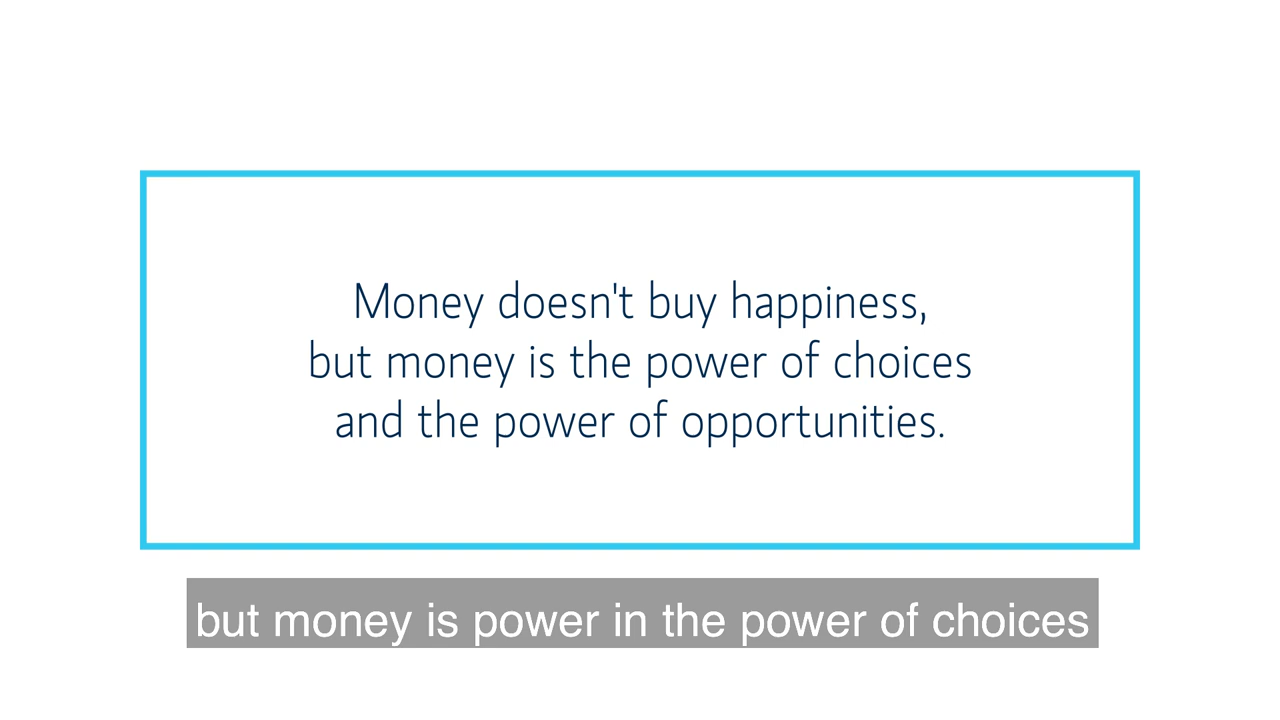 Money doesn't buy happiness,
but money is the power of choices
and the power of opportunities.
but money is power in the power of choices